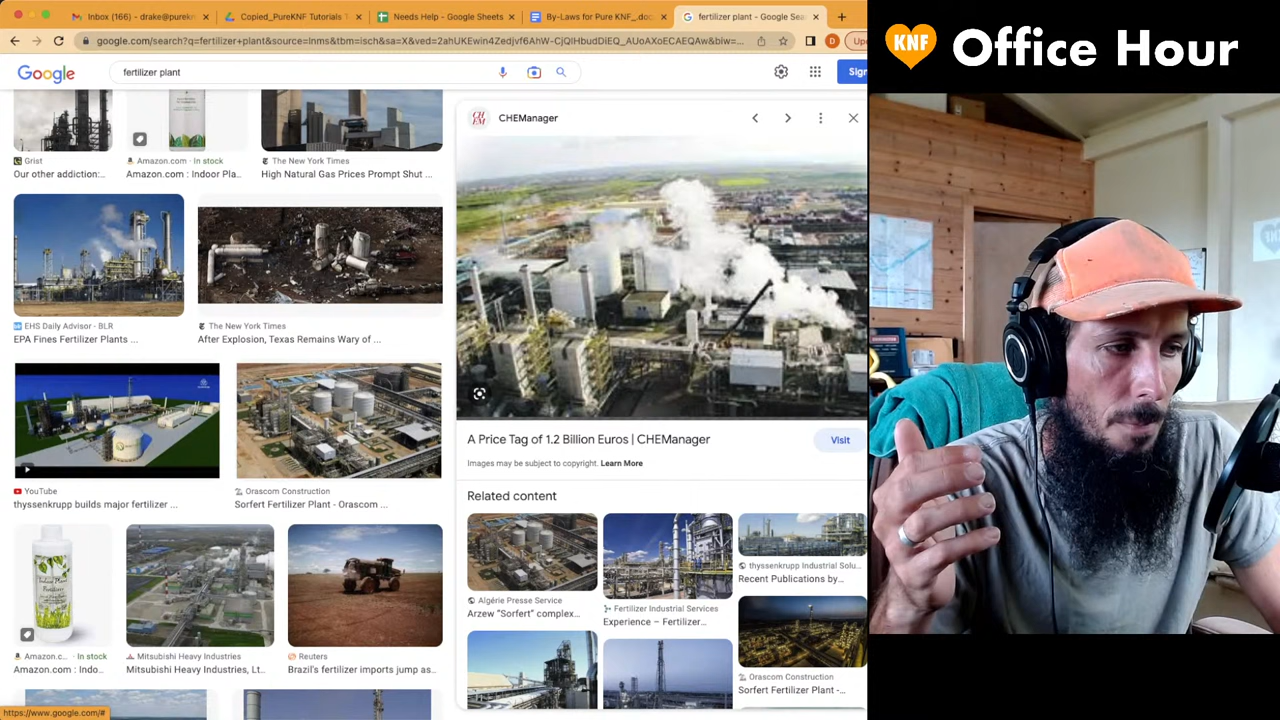 Inbox (166) - drake@purekn
Copied_PureKNF Tutorials T
Needs Help - Google Sheets
By-Laws for Pure KNF_.doc
fertilizer plant - Google Sea
google.com/search?q=fertilizer+plant&source=lnms&tbm=isch&sa=X&ved=2ahUKEwin4Zedjvf6AhW-CjQIHbudDiEQ_AUoAXoECAEQAw&biw=...
D
Google
fertilizer plant
Sign
Grist
Our other addiction:..
Amazon.com · In stock
Amazon.com : Indoor Pla..
The New York Times
High Natural Gas Prices Prompt Shut ...
EHS Daily Advisor - BLR
EPA Fines Fertilizer Plants ...
The New York Times
After Explosion, Texas Remains Wary of ...
YouTube
thyssenkrupp builds major fertilizer ...
Orascom Construction
Sorfert Fertilizer Plant - Orascom ...
Amazon.c... · In stock
Amazon.com : Indo..
Mitsubishi Heavy Industries
Mitsubishi Heavy Industries, Lt..
Reuters
Brazil's fertilizer imports jump as..
https://www.google.com/#
CHEManager
A Price Tag of 1.2 Billion Euros | CHEManager
Visit
Images may be subject to copyright. Learn More
Related content
Algérie Presse Service
Arzew "Sorfert" complex...
Fertilizer Industrial Services
Experience – Fertilizer...
thyssenkrupp Industrial Solu...
Recent Publications by...
Orascom Construction
Sorfert Fertilizer Plant -...
KNF
Office Hour